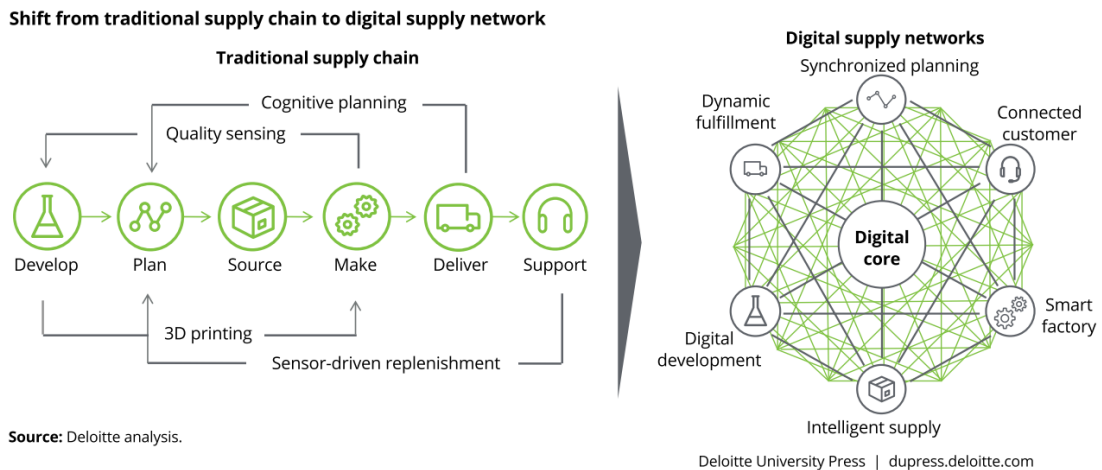 Shift from traditional supply chain to digital supply network
Traditional supply chain
Cognitive planning
Quality sensing
Develop
Plan
Source
Make
Deliver
Support
3D printing
Sensor-driven replenishment
Digital supply networks
Synchronized planning
Dynamic
fulfillment
Connected
customer
Digital
core
Digital
development
Smart
factory
Intelligent supply
Source: Deloitte analysis.
Deloitte University Press | dupress.deloitte.com